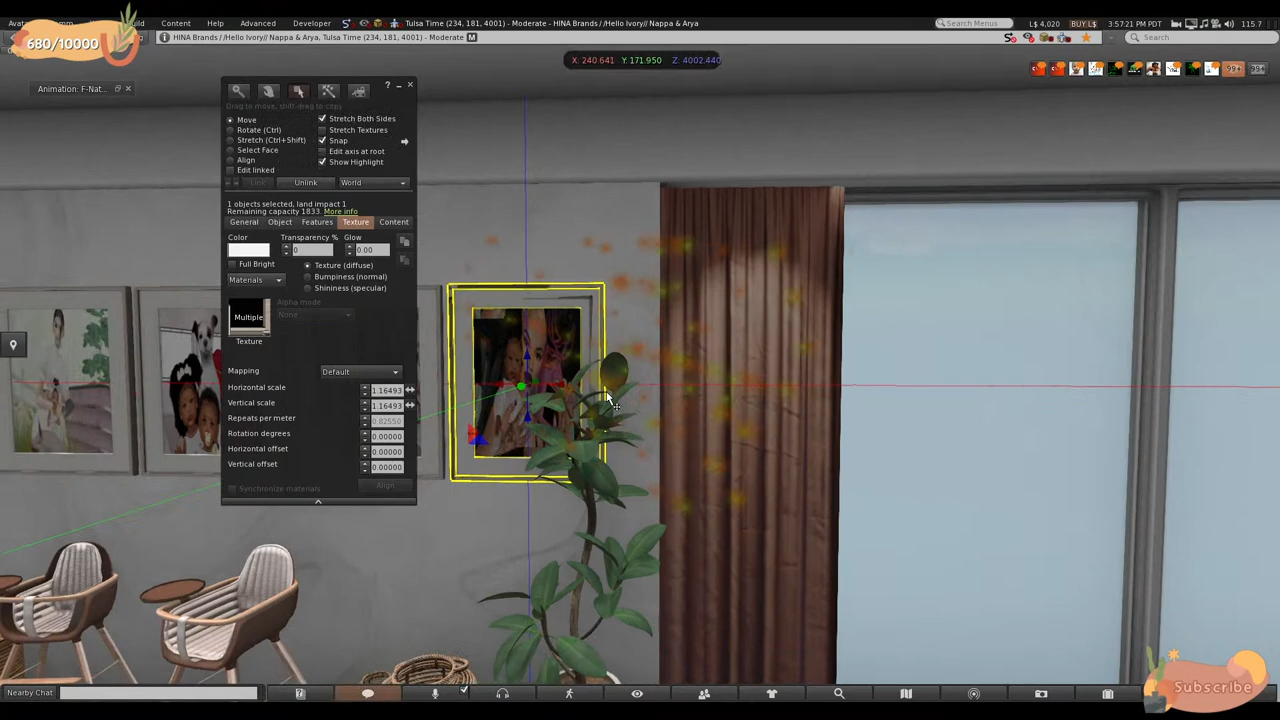 Content Help Advanced Developer Tulsa Time (234, 181, 4001) - Moderate - HINA Brands / /Hello Ivory// Nappa & Arya Search Menus L$ 4,020 BUY L$ 3:57:21 PM PDT 115.7
HINA Brands / /Hello Ivory// Nappa & Arya, Tulsa Time (234, 181, 4001) - Moderate M Search
680/10000
X: 240.641 Y: 171.950 Z: 4002.440
99+ 39+
Animation: F-Nat...
? 
Drag to move, shift-drag to copy
Move Stretch Both Sides
Rotate (Ctrl) Stretch Textures
Stretch (Ctrl+Shift) Snap
Select Face Edit axis at root
Align Show Highlight
Edit linked
Link Unlink World
1 objects selected, land impact 1
Remaining capacity 1833. More info
General Object Features Texture Content
Color Transparency % Glow
0 0.00
Full Bright Texture (diffuse)
Materials Bumpiness (normal)
Shininess (specular)
Alpha mode
Multiple None
Texture
Mapping Default
Horizontal scale 1.16493
Vertical scale 1.16493
Repeats per meter 0.82550
Rotation degrees 0.00000
Horizontal offset 0.00000
Vertical offset 0.00000
Synchronize materials Align
Subscribe
Nearby Chat